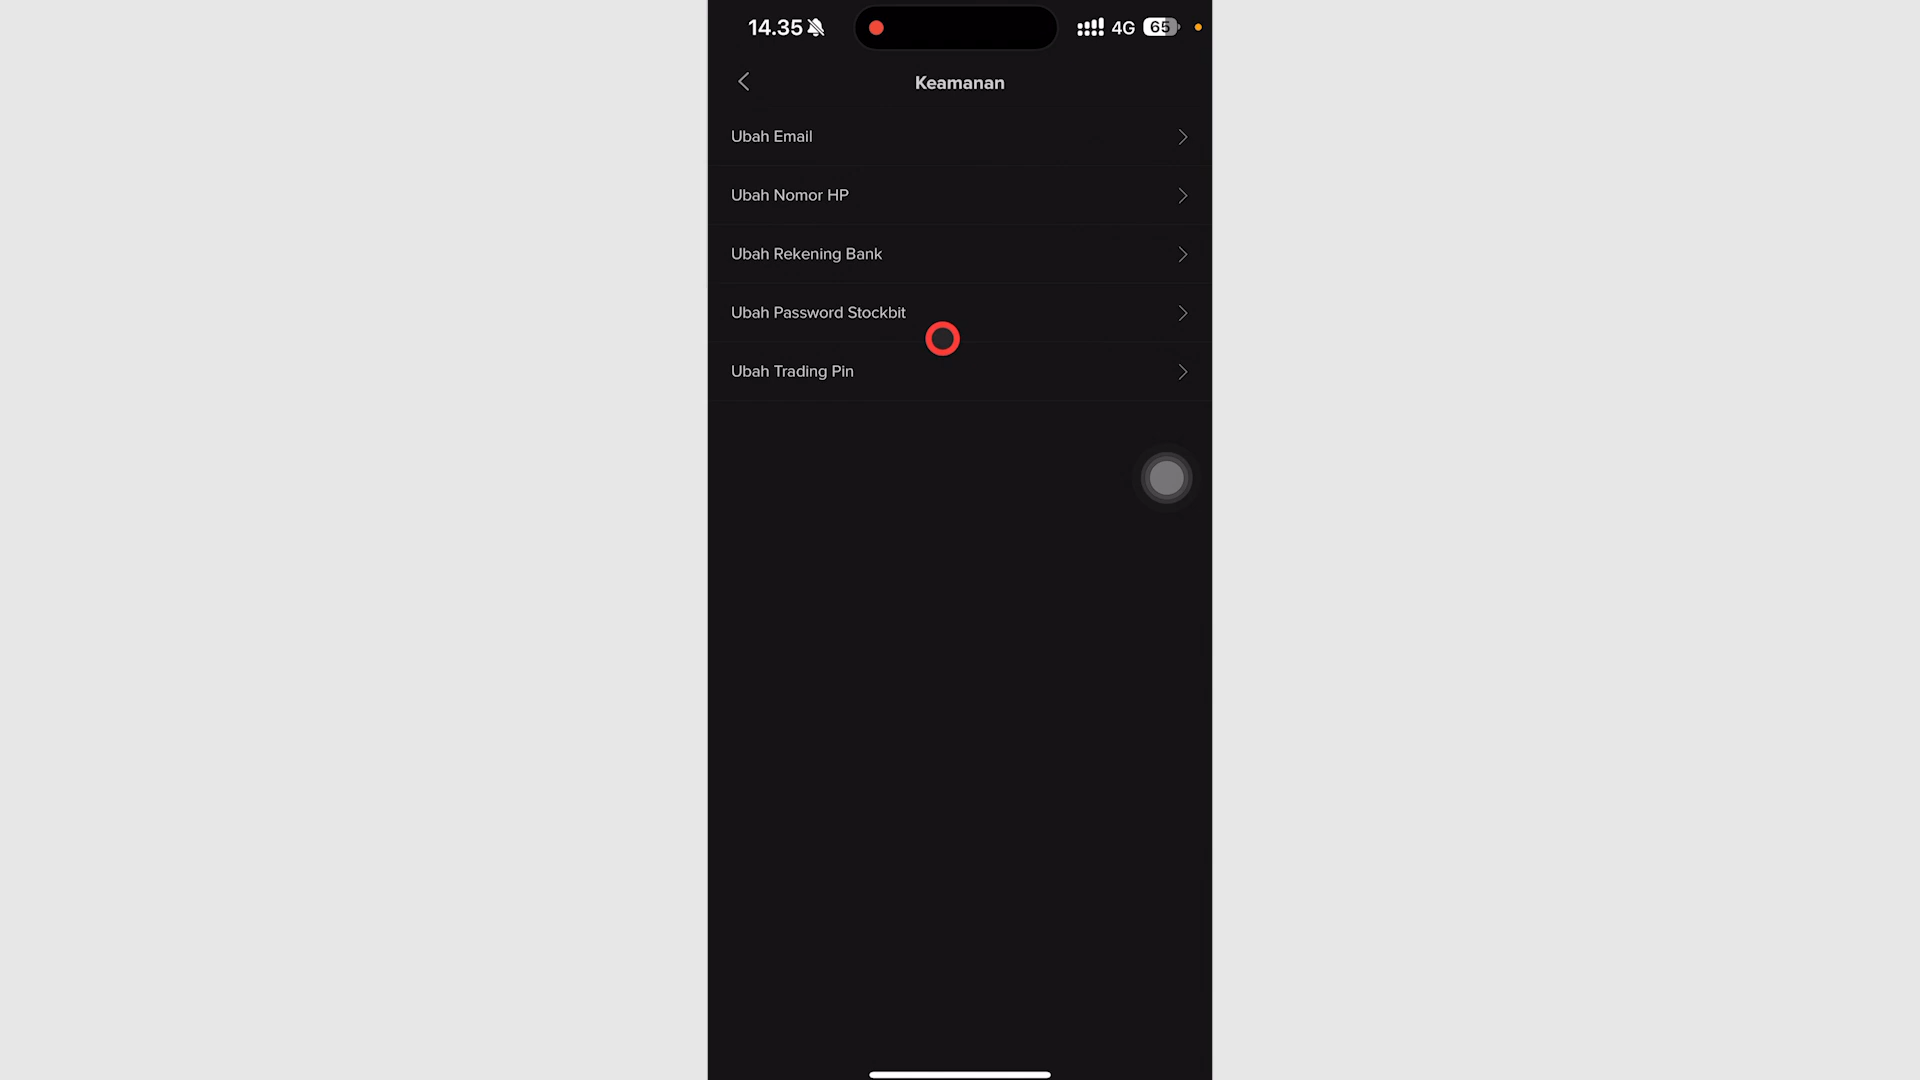 14.35
4G
65
Keamanan
Ubah Email
Ubah Nomor HP
Ubah Rekening Bank
Ubah Password Stockbit
Ubah Trading Pin